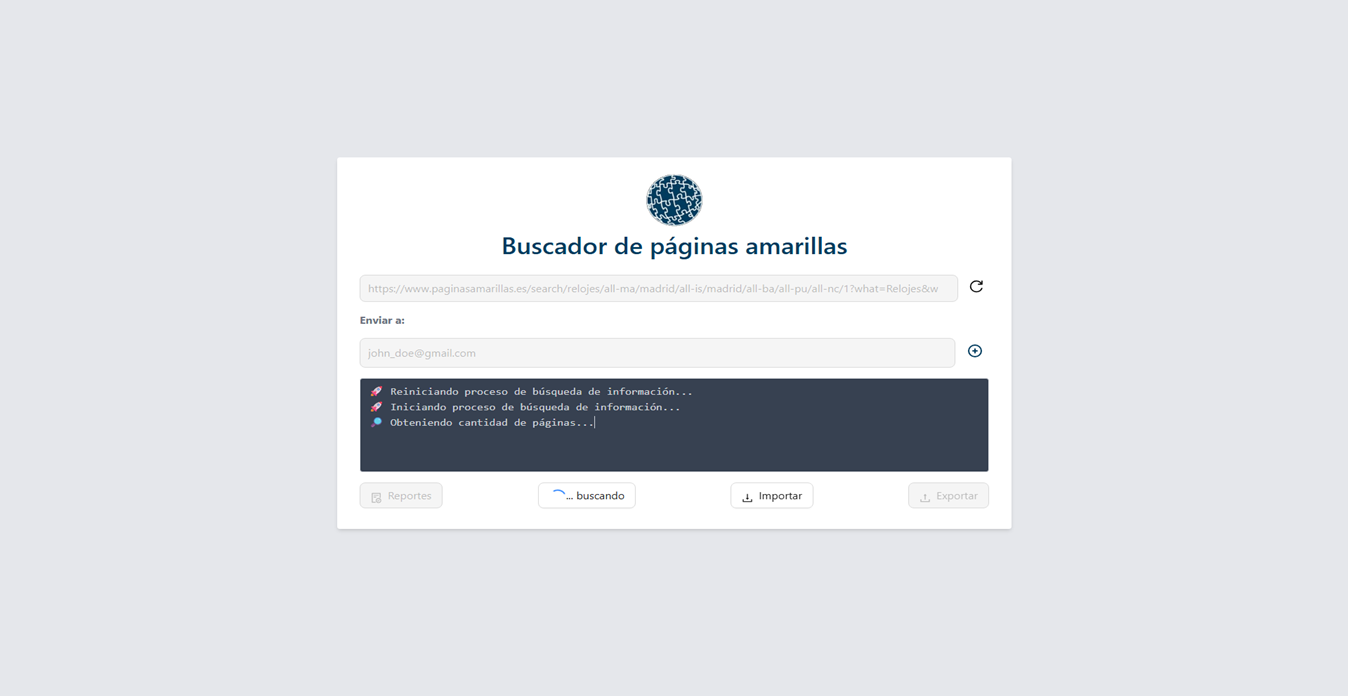 Buscador de páginas amarillas
https://www.paginasamarillas.es/search/relojes/all-ma/madrid/all-is/madrid/all-ba/all-pu/all-nc/1?what=Relojes&w
Enviar a:
john_doe@gmail.com
🚀 Reiniciando proceso de búsqueda de información...
🚀 Iniciando proceso de búsqueda de información...
🔎 Obteniendo cantidad de páginas...
Reportes
... buscando
Importar
Exportar